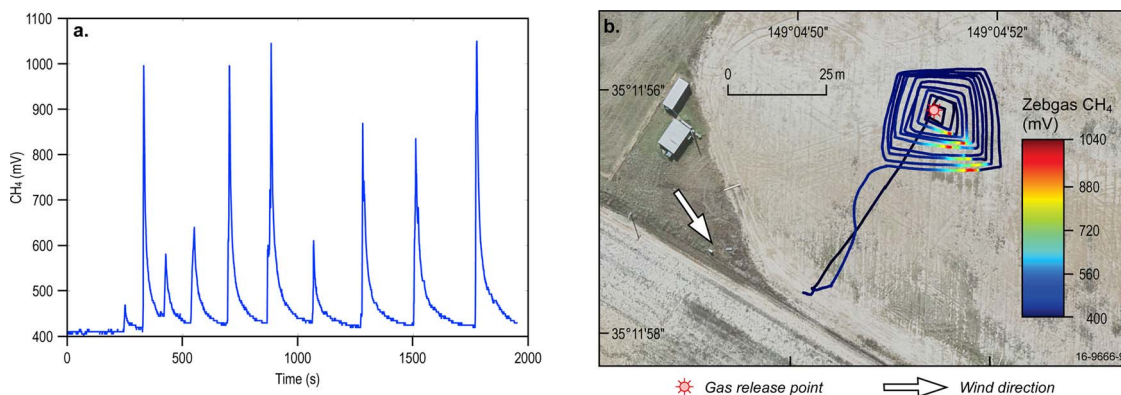 a.
1100
1000
900
800
700
600
500
400
CH₄ (mV)
0
500
1000
1500
2000
Time (s)
b.
149°04'50"
149°04'52"
35°11'56"
35°11'58"
0
25 m
Zebgas CH₄
(mV)
1040
880
720
560
400
16-9666-9
Gas release point
Wind direction